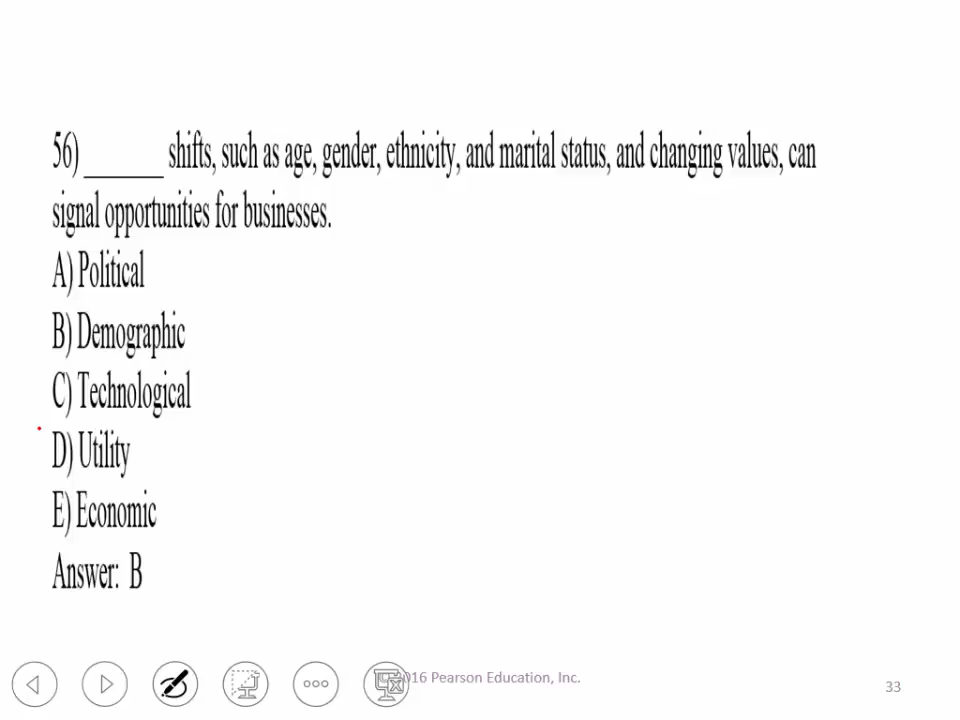 56) ______ shifts, such as age, gender, ethnicity, and marital status, and changing values, can
signal opportunities for businesses.
A) Political
B) Demographic
C) Technological
D) Utility
E) Economic
Answer: B
2016 Pearson Education, Inc.
33